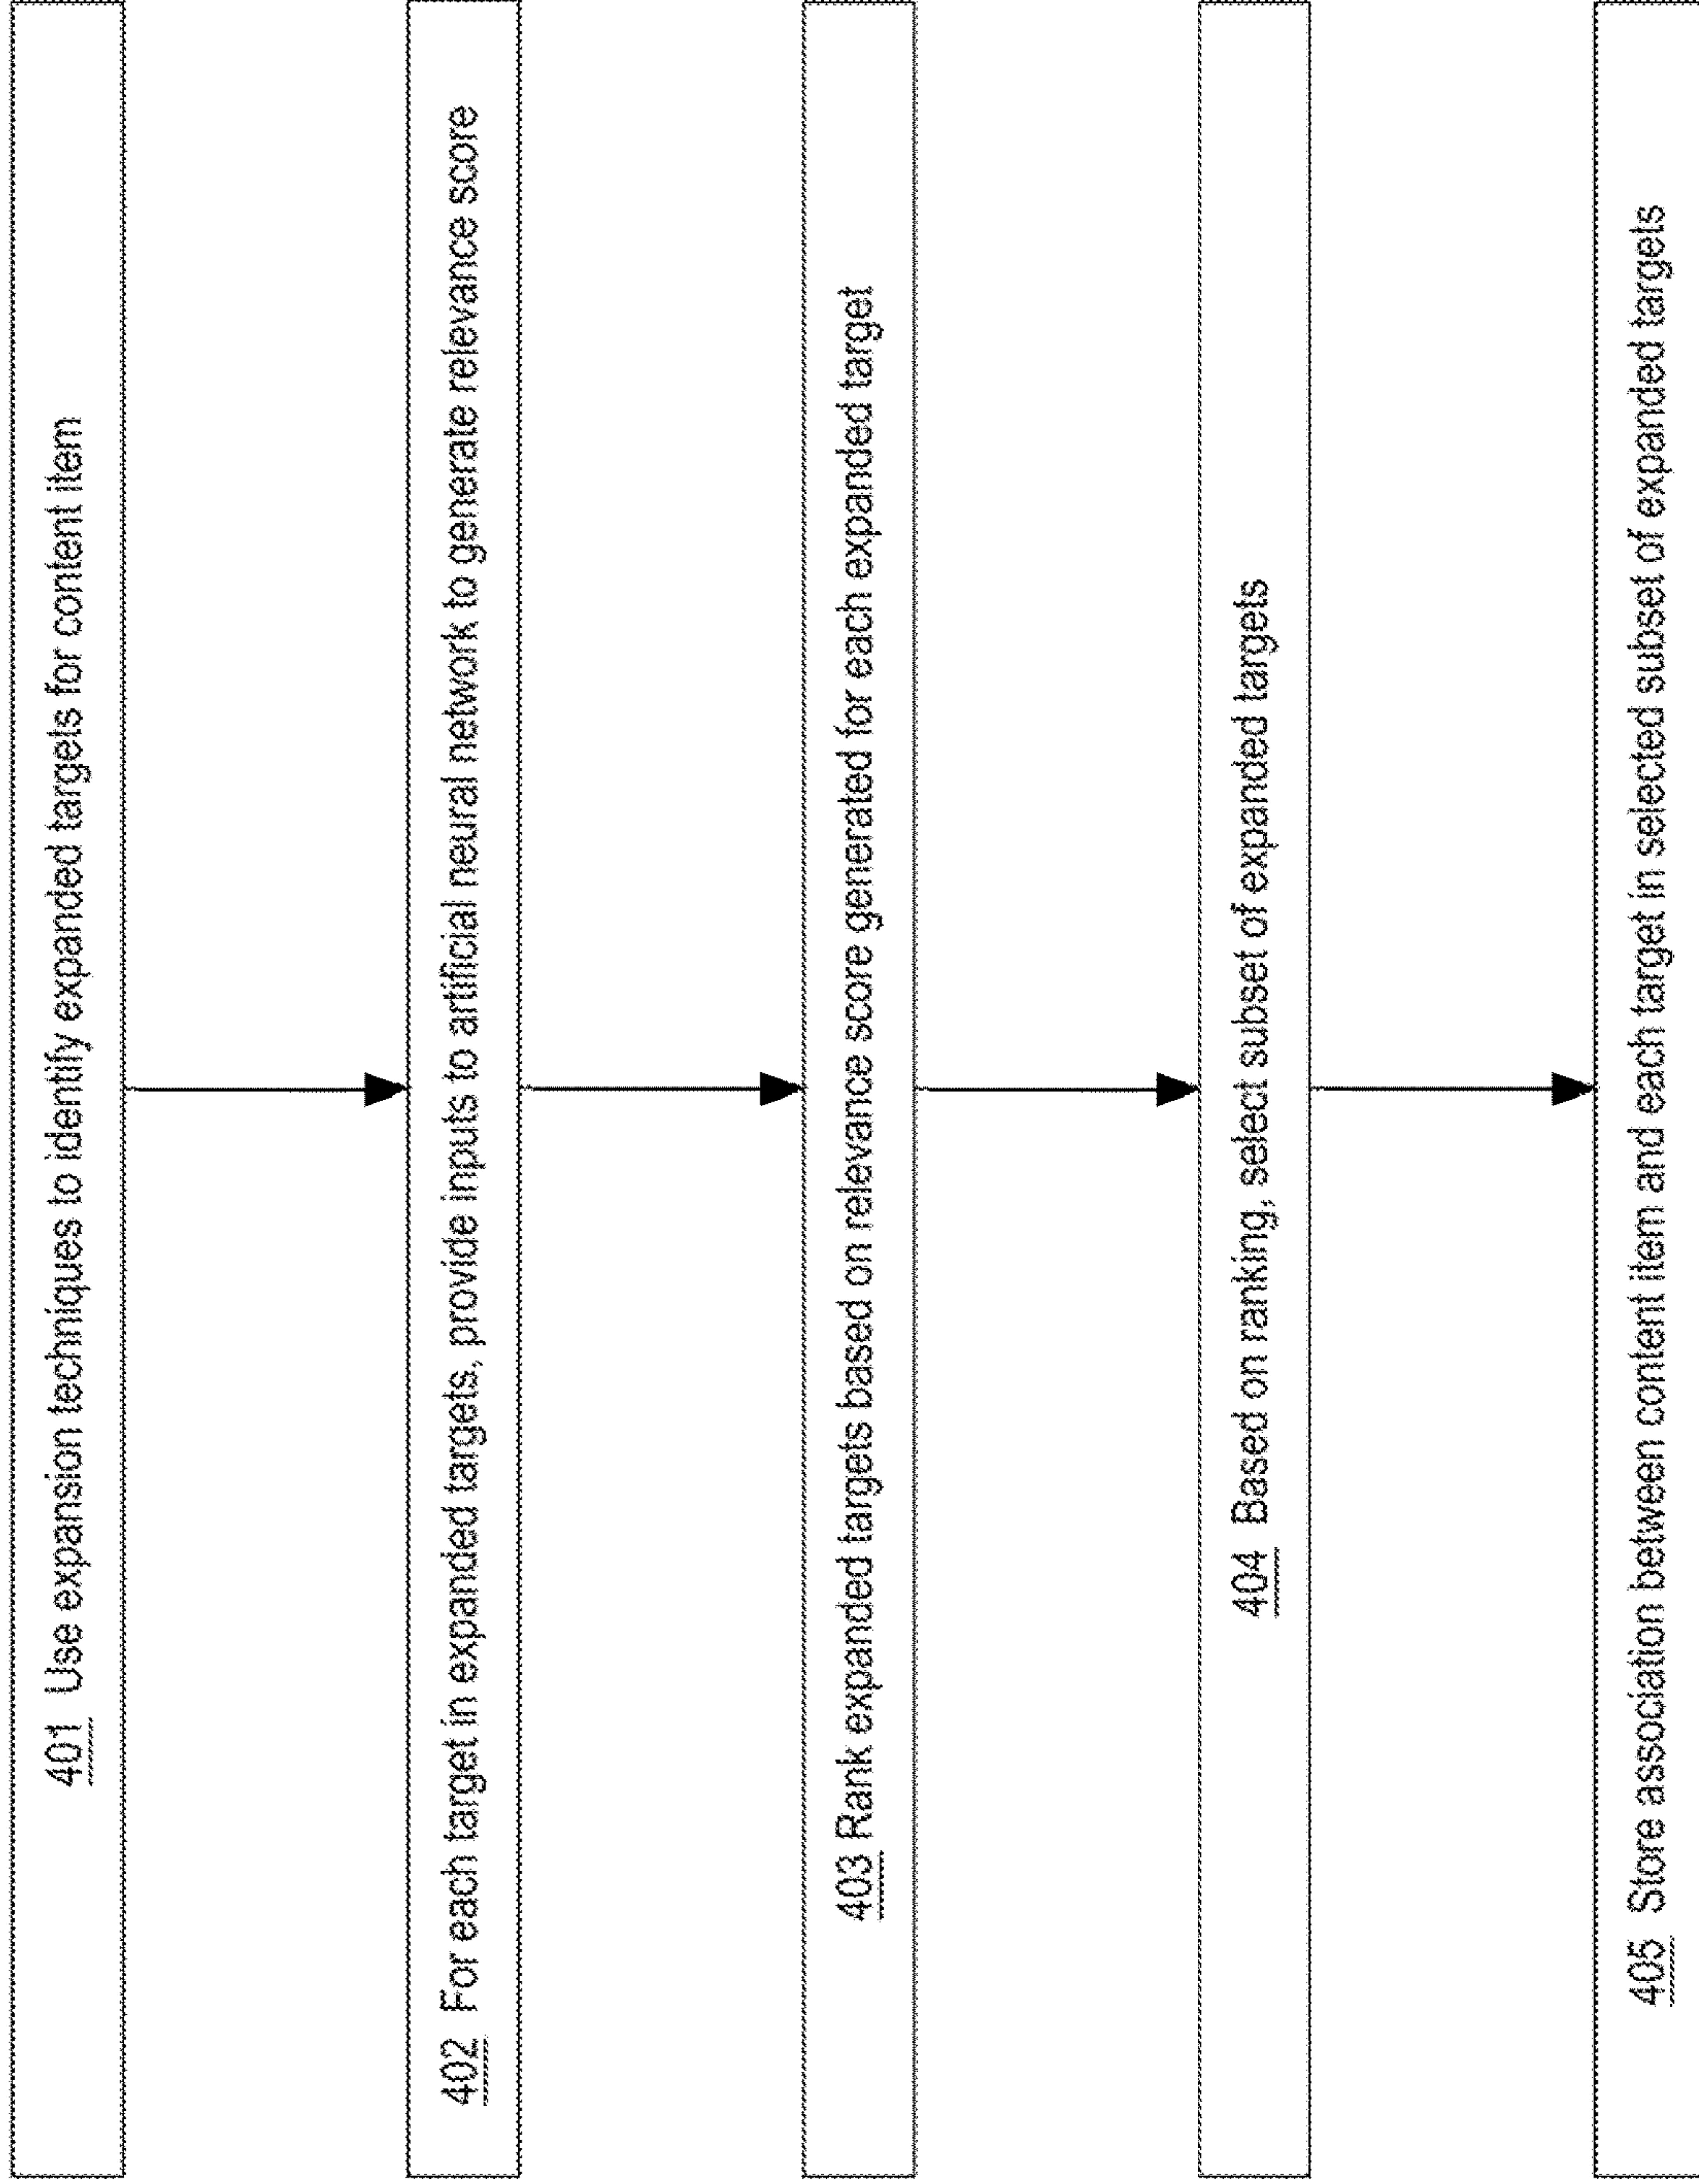 401 Use expansion techniques to identify expanded targets for content item
402 For each target in expanded targets, provide inputs to artificial neural network to generate relevance score
403 Rank expanded targets based on relevance score generated for each expanded target
404 Based on ranking, select subset of expanded targets
405 Store association between content item and each target in selected subset of expanded targets